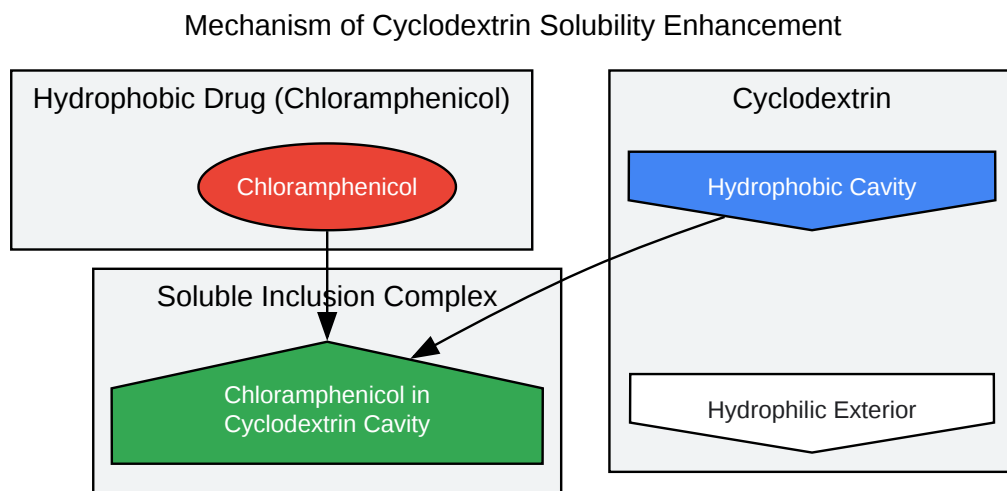 Mechanism of Cyclodextrin Solubility Enhancement
Hydrophobic Drug (Chloramphenicol)
Chloramphenicol
Cyclodextrin
Hydrophobic Cavity
Soluble Inclusion Complex
Chloramphenicol in
Cyclodextrin Cavity
Hydrophilic Exterior